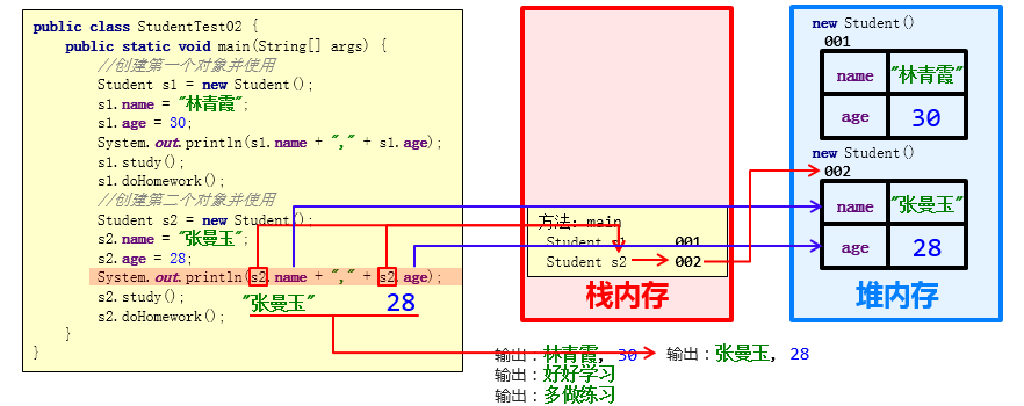 public class StudentTest02 {
public static void main(String[] args) {
//创建第一个对象并使用
Student s1 = new Student();
s1.name = "林青霞";
s1.age = 30;
System.out.println(s1.name + "," + s1.age);
s1.study();
s1.doHomework();
//创建第二个对象并使用
Student s2 = new Student();
s2.name = "张曼玉";
s2.age = 28;
System.out.println(s2.name + "," + s2.age);
s2.study();
s2.doHomework();
}
}
"张曼玉" 28
方法: main
Student s1 001
Student s2 002
栈内存
new Student()
001
name "林青霞"
age 30
new Student()
002
name "张曼玉"
age 28
堆内存
输出：林青霞, 30
输出：好好学习
输出：多做练习
输出：张曼玉, 28